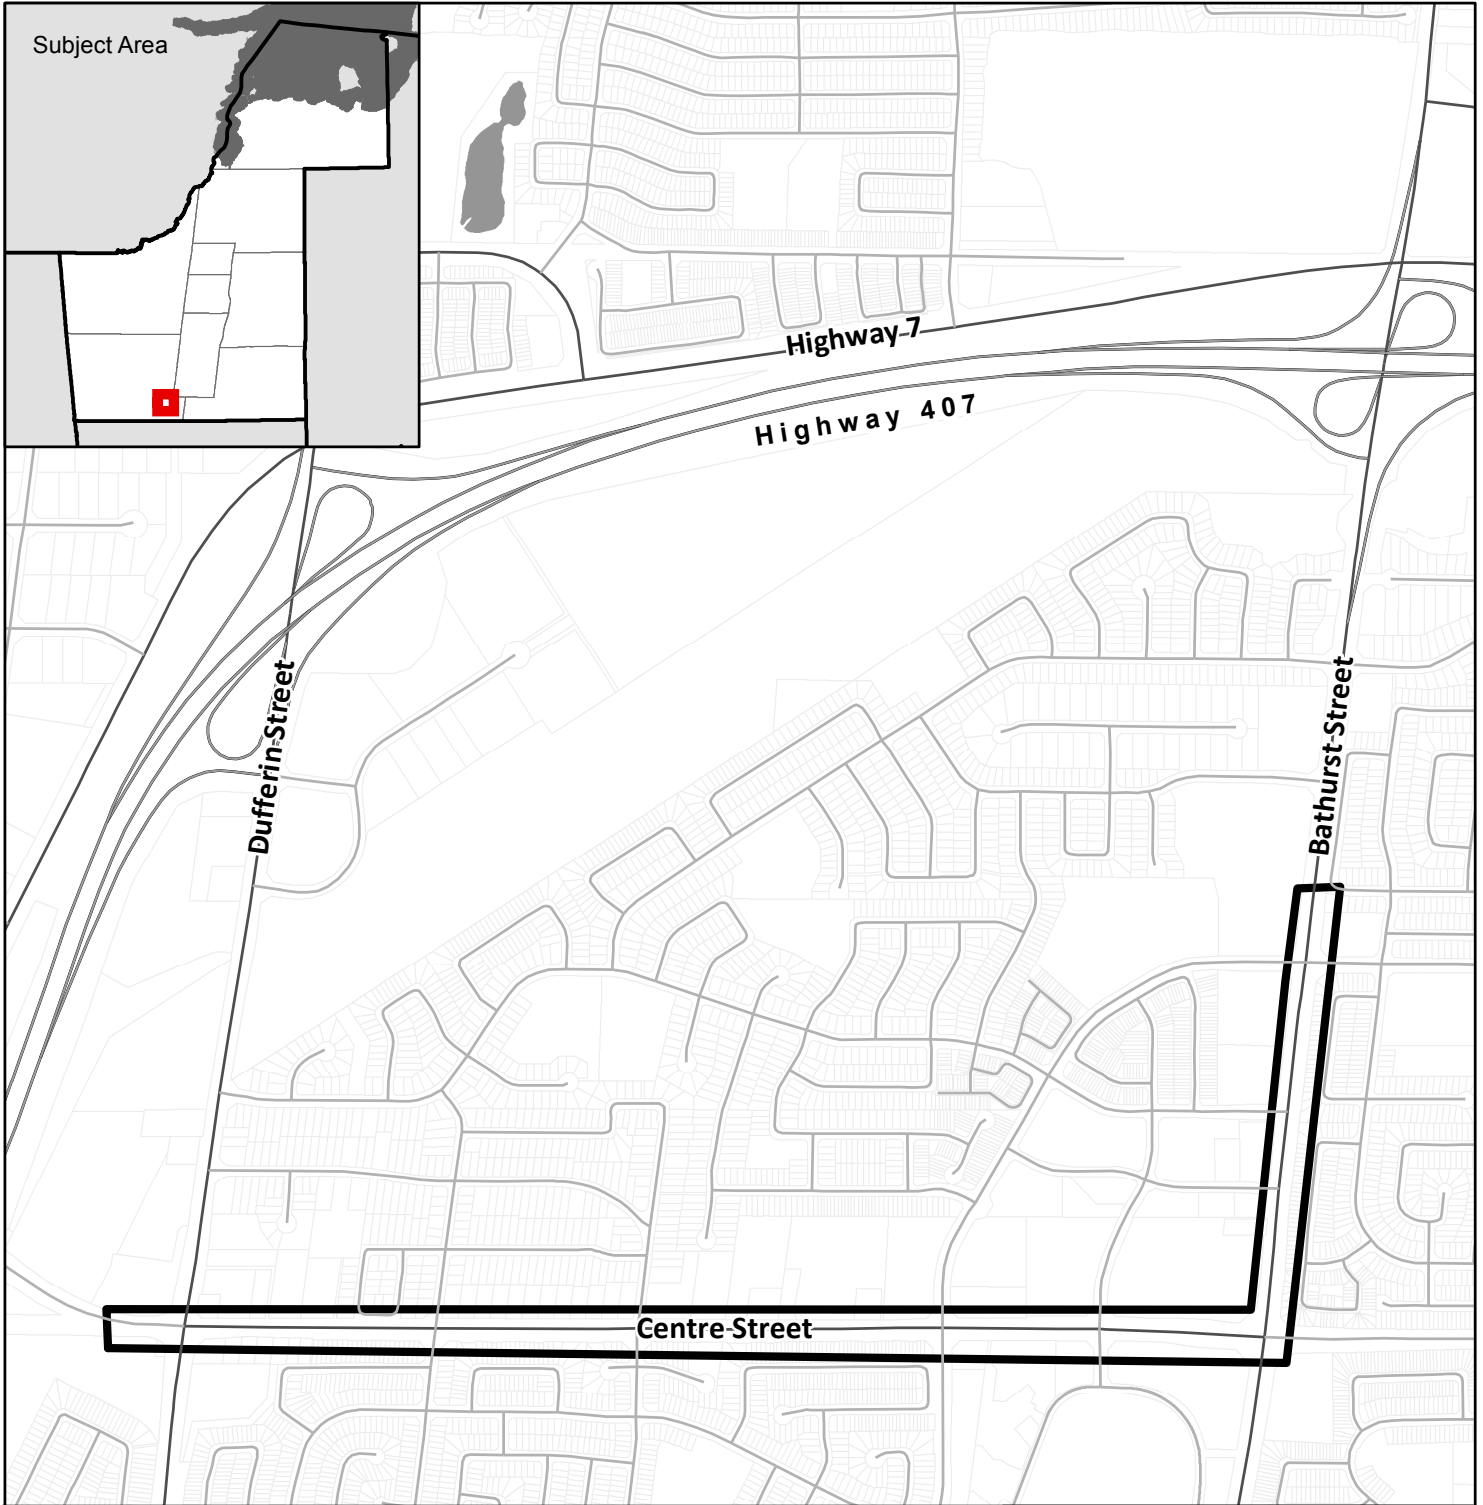 Subject Area
Highway 7
Highway 407
Dufferin Street
Bathurst Street
Centre Street